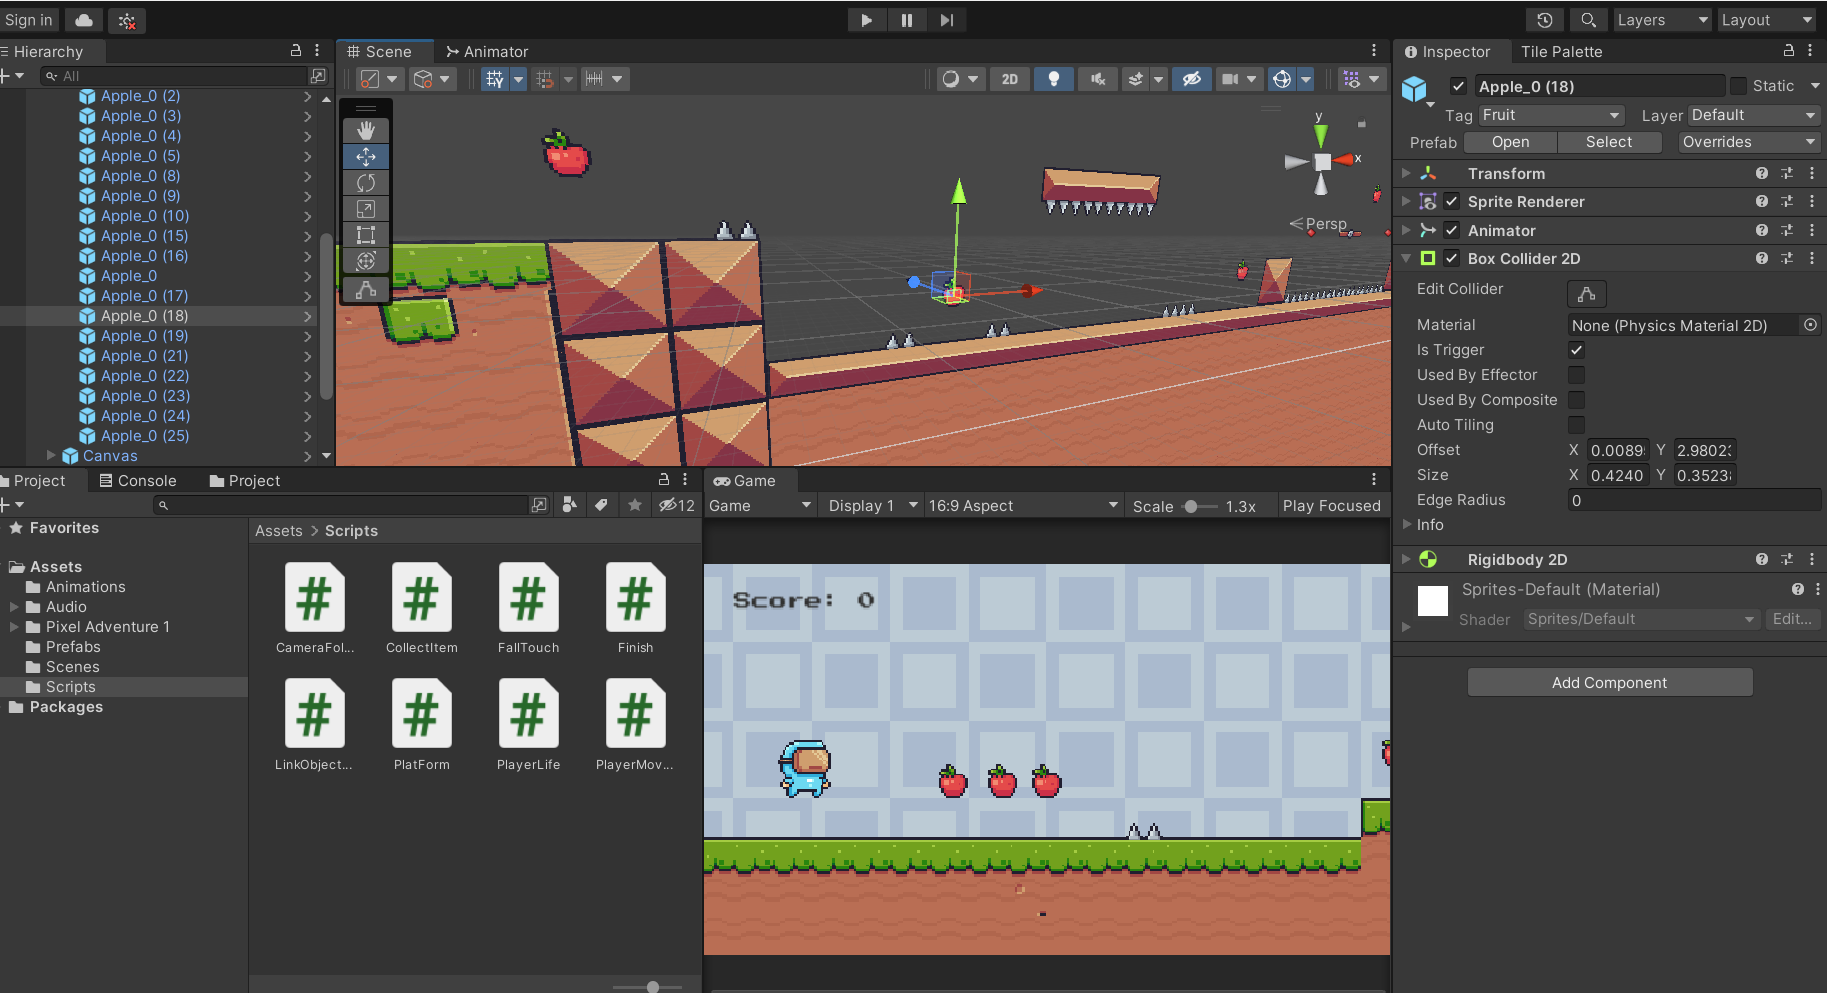 Sign in
Layers
Layout
Hierarchy
All
Apple_0 (2)
Apple_0 (3)
Apple_0 (4)
Apple_0 (5)
Apple_0 (8)
Apple_0 (9)
Apple_0 (10)
Apple_0 (15)
Apple_0 (16)
Apple_0
Apple_0 (17)
Apple_0 (18)
Apple_0 (19)
Apple_0 (21)
Apple_0 (22)
Apple_0 (23)
Apple_0 (24)
Apple_0 (25)
Canvas
Scene
Animator
2D
y
x
Persp
Inspector
Tile Palette
Apple_0 (18)
Static
Tag
Fruit
Layer
Default
Prefab
Open
Select
Overrides
Transform
Sprite Renderer
Animator
Box Collider 2D
Edit Collider
Material
None (Physics Material 2D)
Is Trigger
Used By Effector
Used By Composite
Auto Tiling
Offset
X
0.0089
Y
2.9802
Size
X
0.4240
Y
0.3523
Edge Radius
0
Info
Rigidbody 2D
Sprites-Default (Material)
Shader
Sprites/Default
Edit...
Add Component
Project
Console
Project
12
Favorites
Assets
Animations
Audio
Pixel Adventure 1
Prefabs
Scenes
Scripts
Packages
Assets > Scripts
CameraFol...
CollectItem
FallTouch
Finish
LinkObject...
PlatForm
PlayerLife
PlayerMov...
Game
Game
Display 1
16:9 Aspect
Scale
1.3x
Play Focused
Score: 0